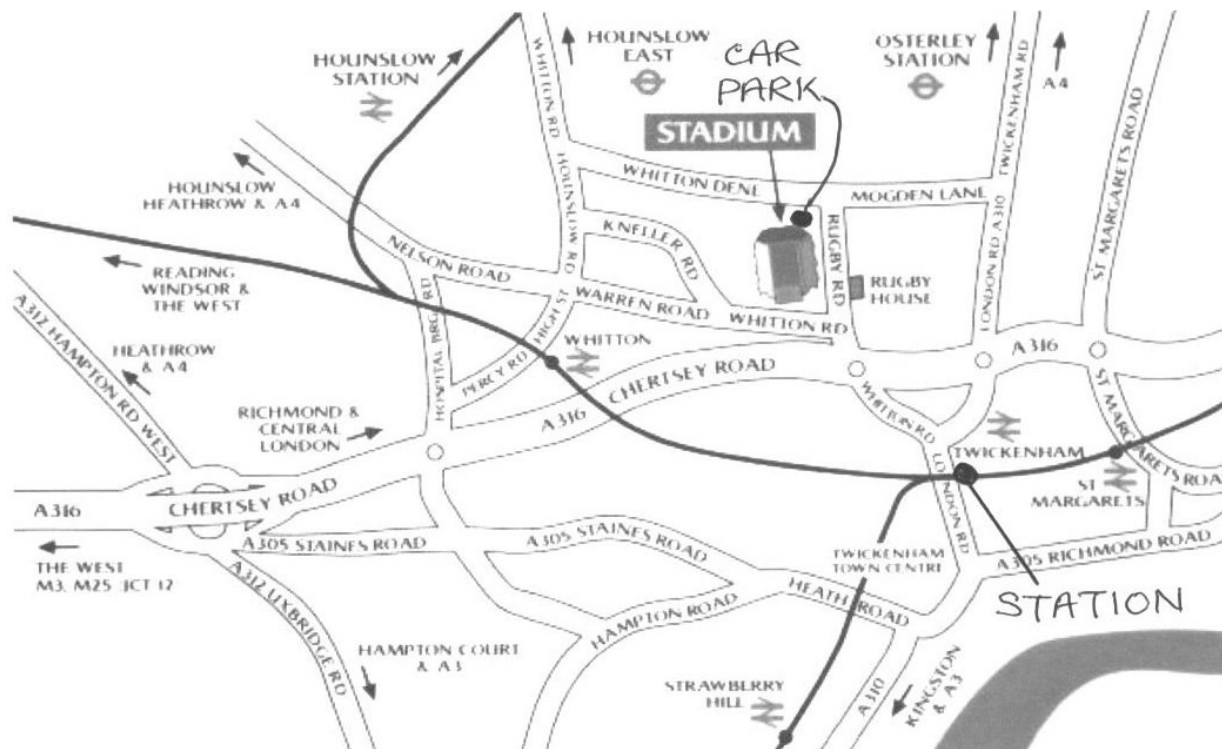 WHITTON RD
HOUNSLOW
EAST
CAR
PARK
OSTERLEY
STATION
TWICKENHAM RD
A4
ST MARGARETS ROAD
HOUNSLOW
STATION
STADIUM
HOUNSLOW
HEATHROW & A4
HOUNSLOW RD
WHITTON DENE
MOGDEN LANE
NELSON ROAD
KNELLER RD
RUGBY RD
LONDON RD A310
READING
WINDSOR &
THE WEST
WARREN ROAD
WHITTON RD
RUGBY
HOUSE
A312 HAMPTON RD WEST
HEATHROW
& A4
HOSPITAL BRG. RD
PERCY RD
HIGH ST
WHITTON
A316
CHERTSEY ROAD
A316
RICHMOND &
CENTRAL
LONDON
WHITTON RD
ST MARGARETS ROAD
TWICKENHAM
ST
MARGARETS
A316
CHERTSEY ROAD
LONDON RD
THE WEST
M3, M25 JCT 12
A305 STAINES ROAD
A305 STAINES ROAD
TWICKENHAM
TOWN CENTRE
A305 RICHMOND ROAD
A312 UXBRIDGE RD
HEATH ROAD
HAMPTON ROAD
STATION
HAMPTON COURT
& A3
STRAWBERRY
HILL
A310
KINGSTON
& A3